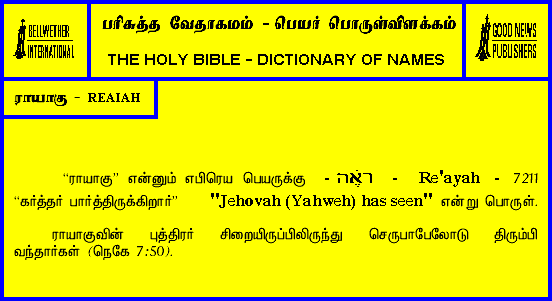 BELLWETHER
INTERNATIONAL
பரிசுத்த வேதாகமம் - பெயர் பொருள்விளக்கம்
THE HOLY BIBLE - DICTIONARY OF NAMES
GOOD NEWS
PUBLISHERS
ராயாகு - REAIAH
“ராயாகு” என்னும் எபிரெய பெயருக்கு - רֹאֶה - Re'ayah - 7211
“கர்த்தர் பார்த்திருக்கிறார்” "Jehovah (Yahweh) has seen" என்று பொருள்.
ராயாகுவின் புத்திரர் சிறையிருப்பிலிருந்து செருபாபேலோடு திரும்பி
வந்தார்கள் (நெகே 7:50).